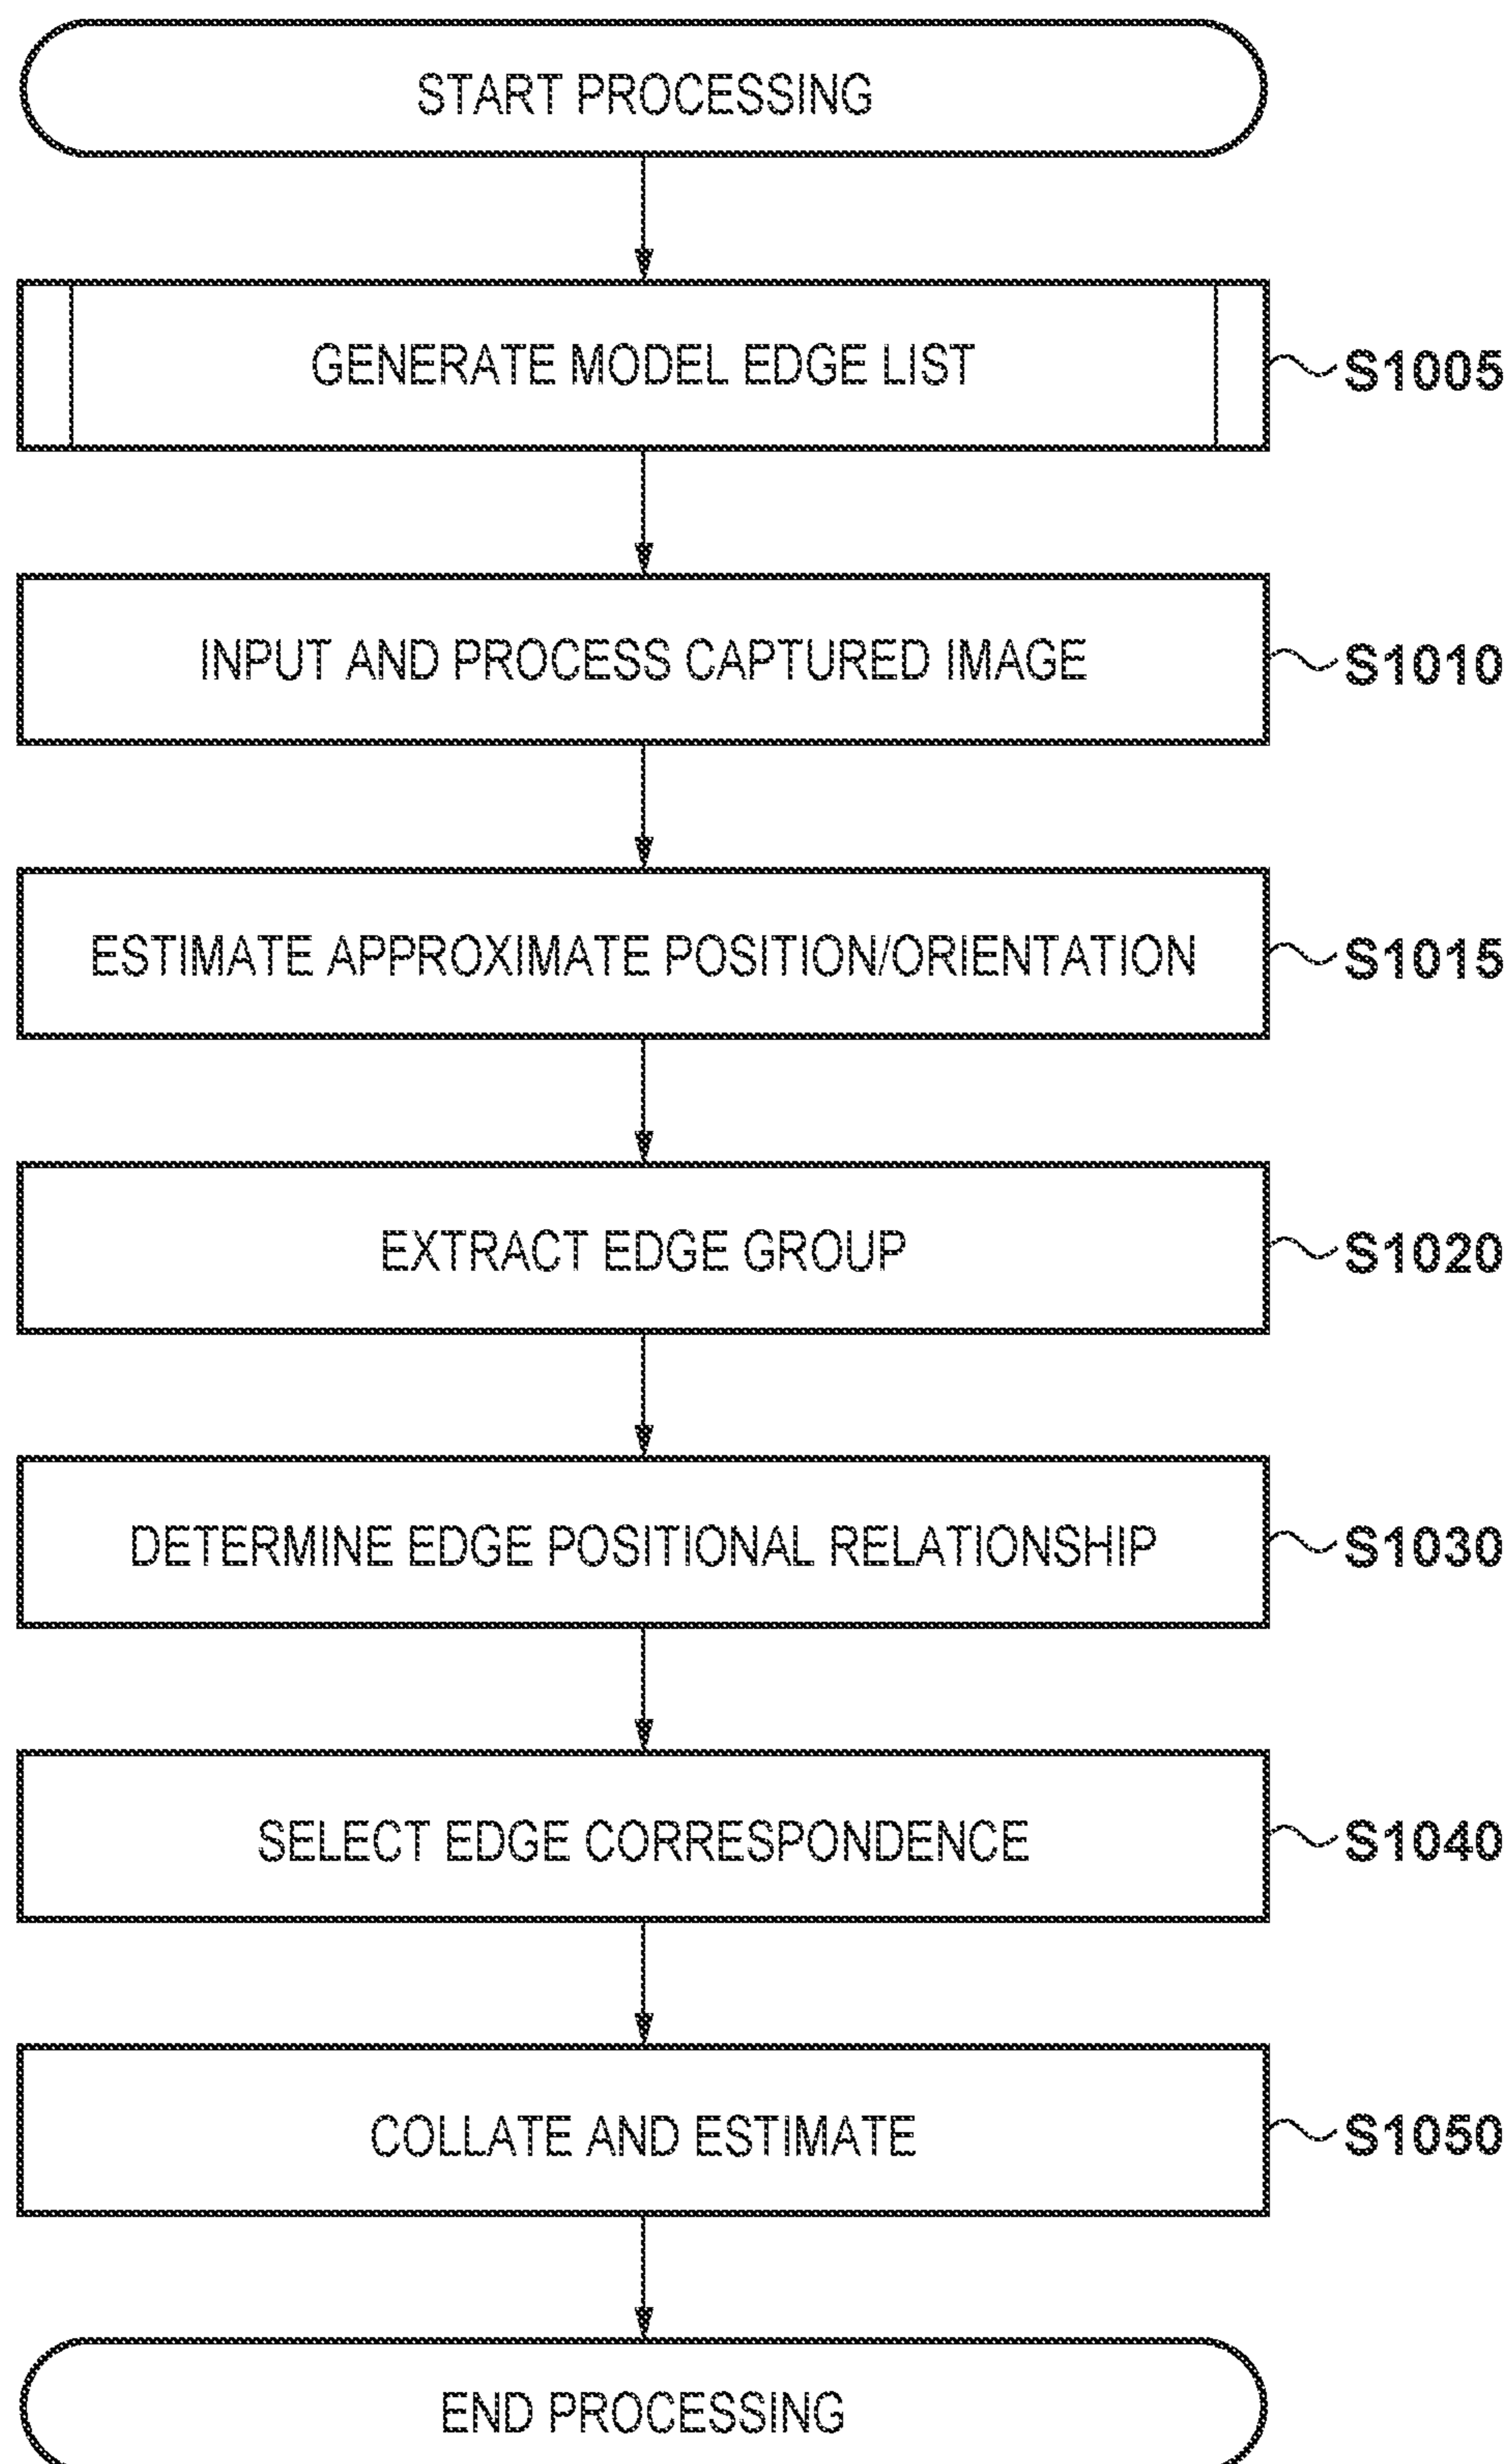 START PROCESSING
GENERATE MODEL EDGE LIST
S1005
INPUT AND PROCESS CAPTURED IMAGE
S1010
ESTIMATE APPROXIMATE POSITION/ORIENTATION
S1015
EXTRACT EDGE GROUP
S1020
DETERMINE EDGE POSITIONAL RELATIONSHIP
S1030
SELECT EDGE CORRESPONDENCE
S1040
COLLATE AND ESTIMATE
S1050
END PROCESSING